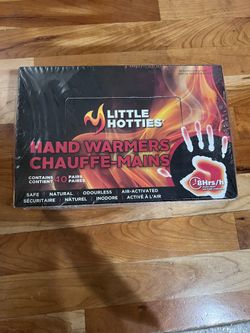 LITTLE
HOTTIES®
HAND WARMERS
CHAUFFE-MAINS
CONTAINS 40 PAIRS
CONTIENT PAIRES
8Hrs/h
SAFE NATURAL ODOURLESS AIR-ACTIVATED
SÉCURITAIRE NATUREL INODORE ACTIVÉ À L'AIR